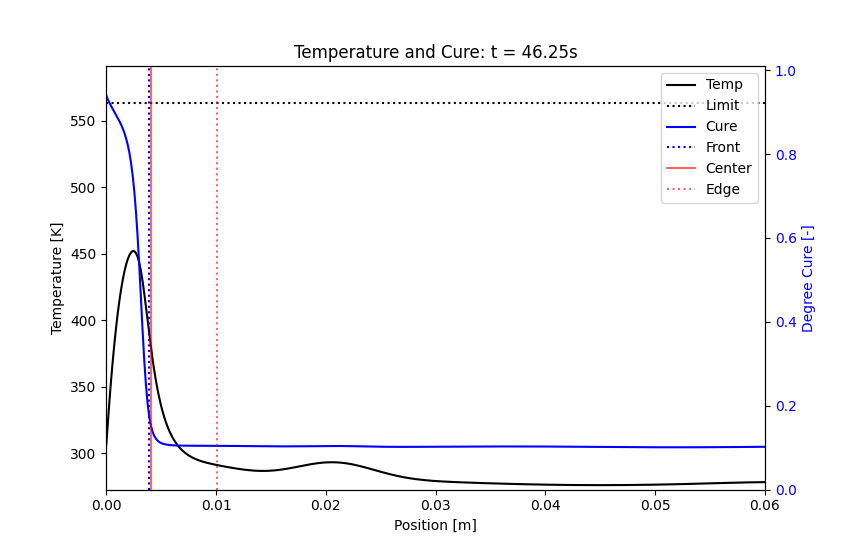 Temperature and Cure: t = 46.25s
Temp
Limit
Cure
Front
Center
Edge
Temperature [K]
550
500
450
400
350
300
1.0
0.8
0.6
0.4
0.2
0.0
Degree Cure [-]
0.00 0.01 0.02 0.03 0.04 0.05 0.06
Position [m]